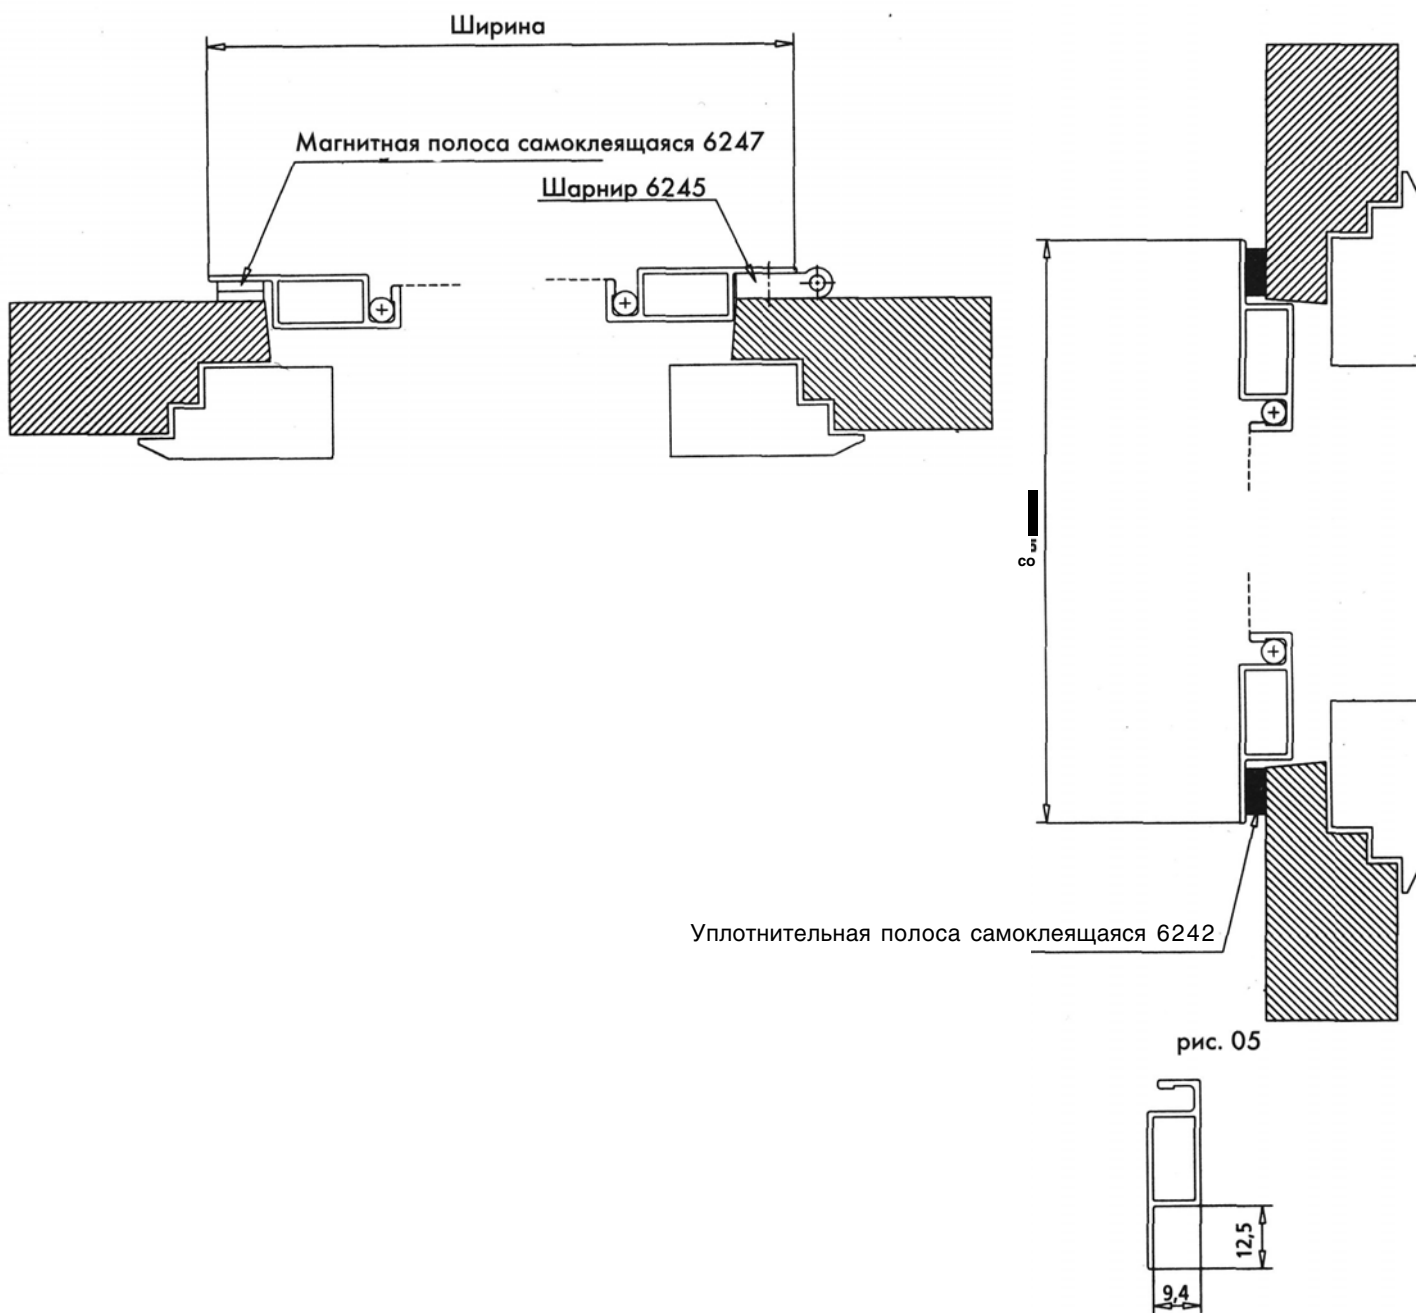 Ширина
Магнитная полоса самоклеящаяся 6247
Шарнир 6245
Уплотнительная полоса самоклеящаяся 6242
рис. 05
12,5
9,4